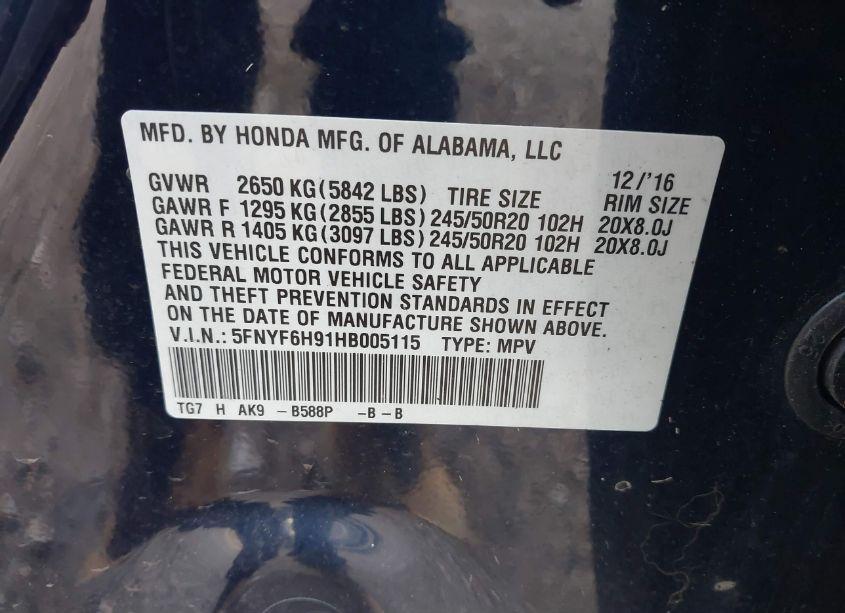 MFD. BY HONDA MFG. OF ALABAMA, LLC
12/'16
GVWR 2650 KG(5842 LBS) TIRE SIZE RIM SIZE
GAWR F 1295 KG(2855 LBS)245/50R20 102H 20X8.0J
GAWR R 1405 KG(3097 LBS)245/50R20 102H 20X8.0J
THIS VEHICLE CONFORMS TO ALL APPLICABLE
FEDERAL MOTOR VEHICLE SAFETY
AND THEFT PREVENTION STANDARDS IN EFFECT
ON THE DATE OF MANUFACTURE SHOWN ABOVE.
V.I.N.: 5FNYF6H91HB005115 TYPE: MPV
TG7 H AK9 -B588P -B-B